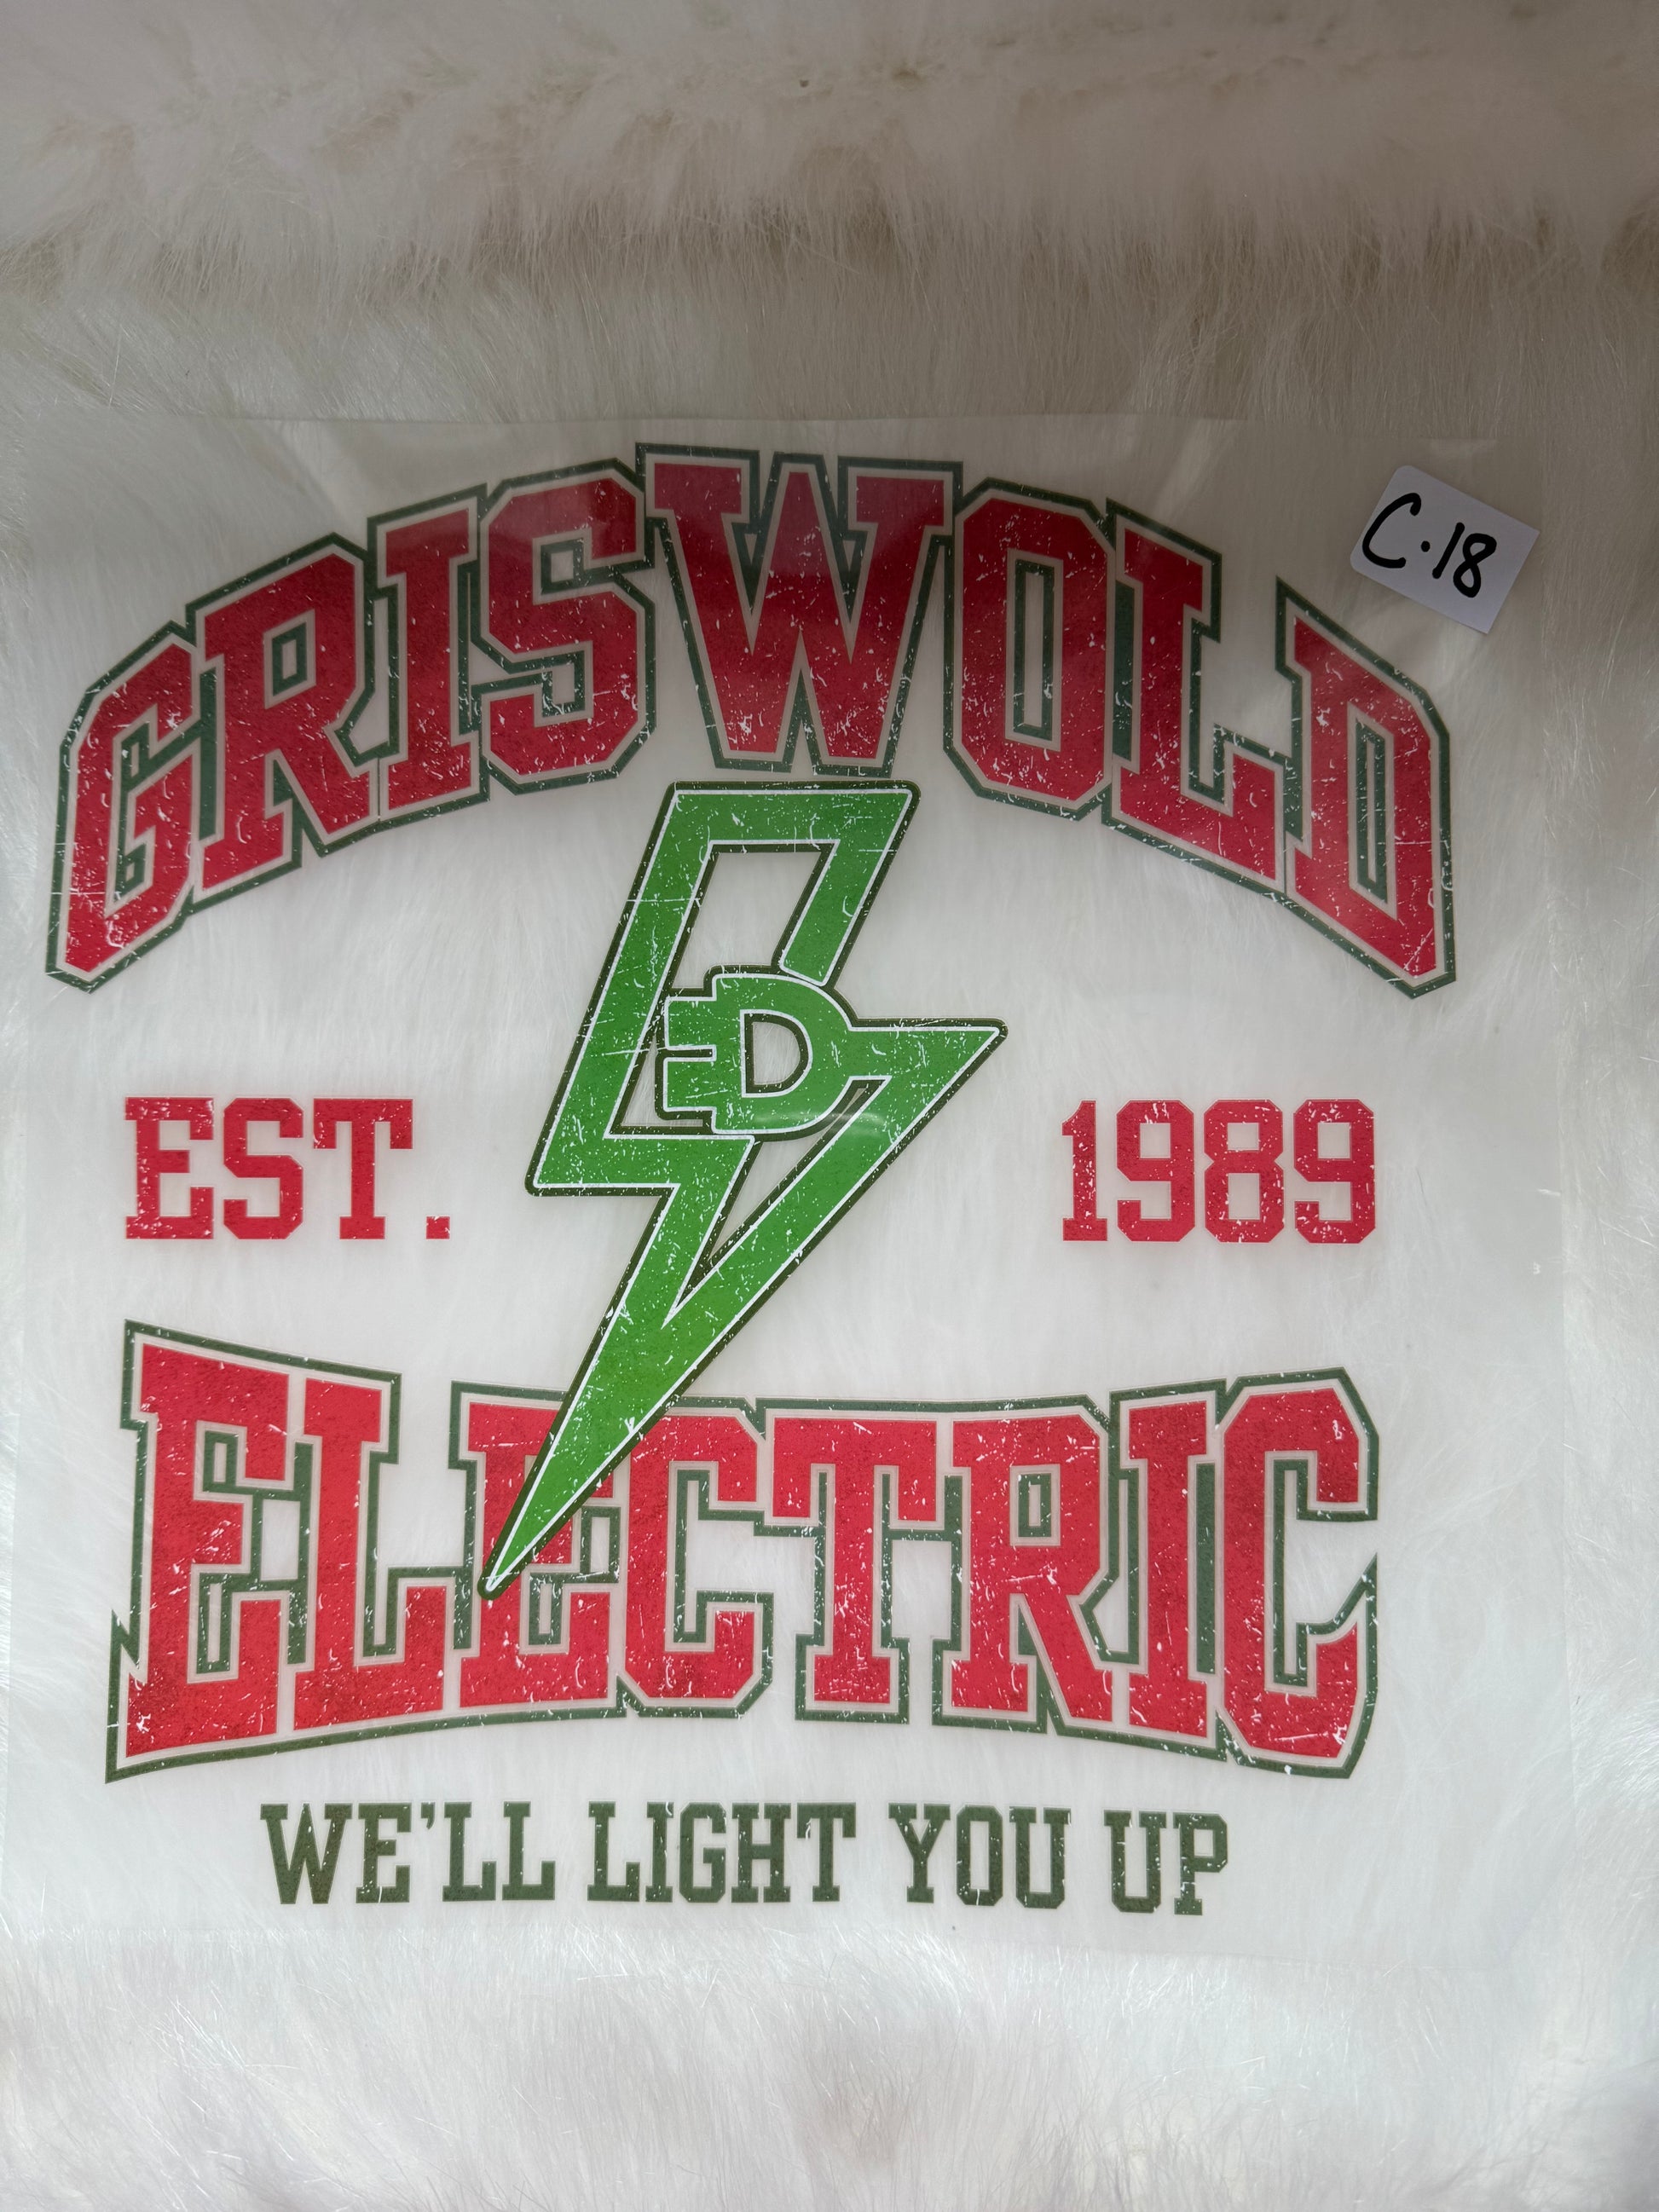 GRISWOLD
C.18
EST. 1989
ELECTRIC
WE'LL LIGHT YOU UP